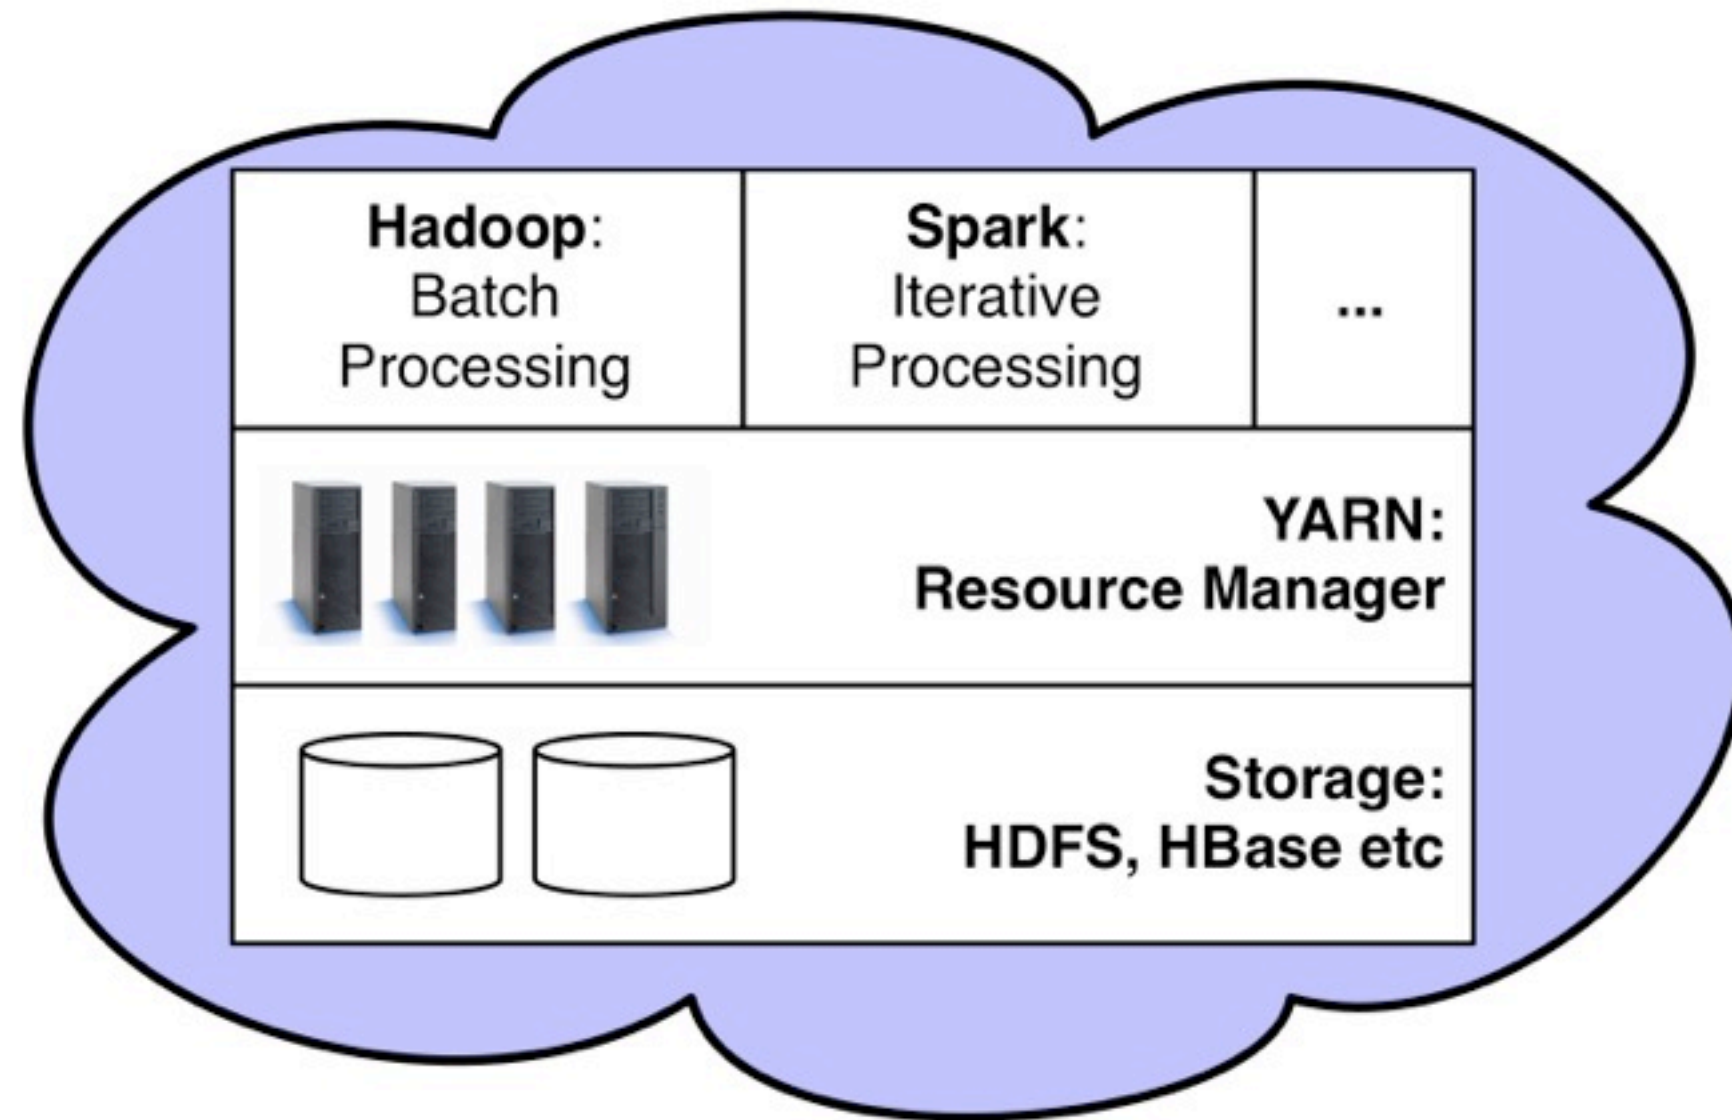 Hadoop:
Batch
Processing
Spark:
Iterative
Processing
...
YARN:
Resource Manager
Storage:
HDFS, HBase etc